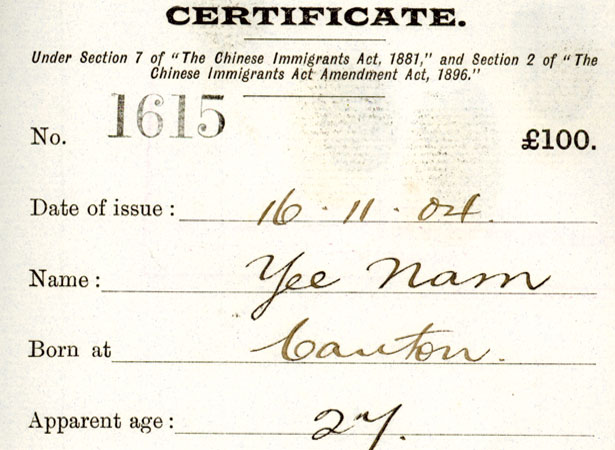 CERTIFICATE.
Under Section 7 of "The Chinese Immigrants Act, 1881," and Section 2 of "The
Chinese Immigrants Act Amendment Act, 1896."
No. 1615 £100.
Date of issue: 16 · 11 · 04.
Name: Yee Nam
Born at Canton.
Apparent age: 27.